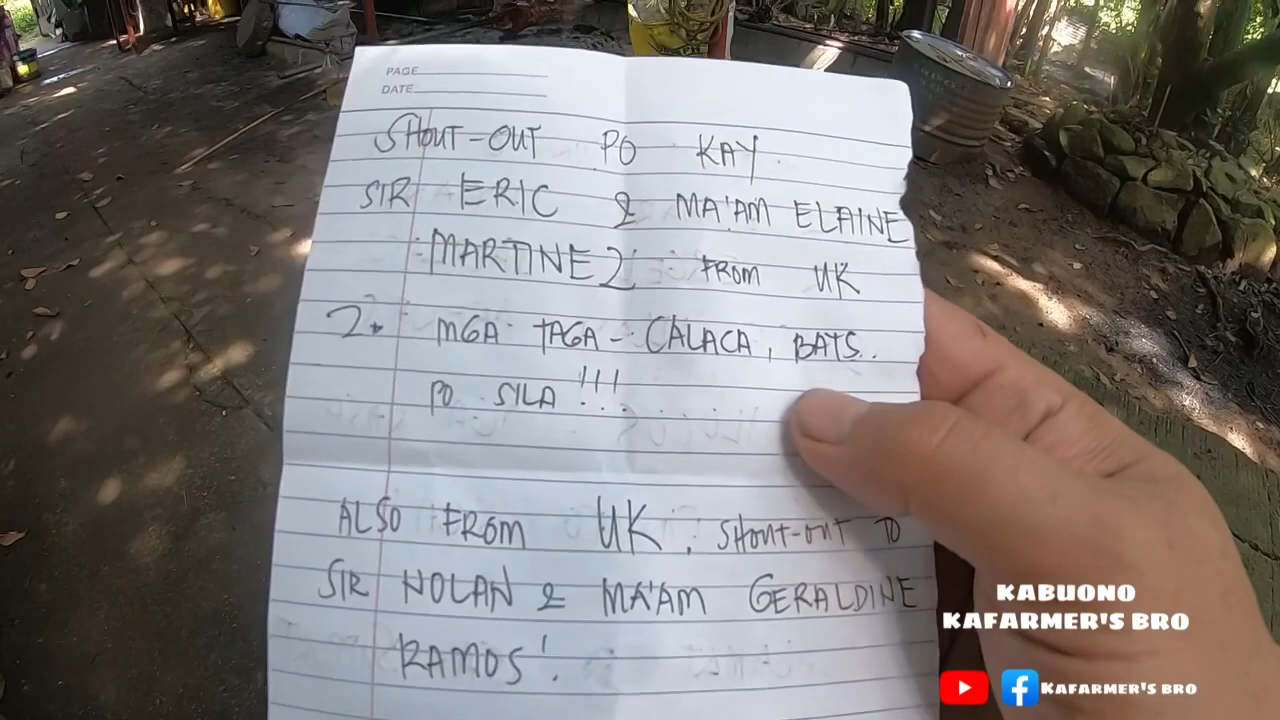 PAGE
DATE
SHOUT-OUT PO KAY
SIR ERIC & MA'AM ELAINE
MARTINEZ FROM UK
2. MGA TAGA-CALACA, BATS..
PO SILA !!!
ALSO FROM UK, SHOUT-OUT TO
SIR NOLAN & MA'AM GERALDINE
RAMOS!
KABUONO
KAFARMER'S BRO
KAFARMER'S BRO